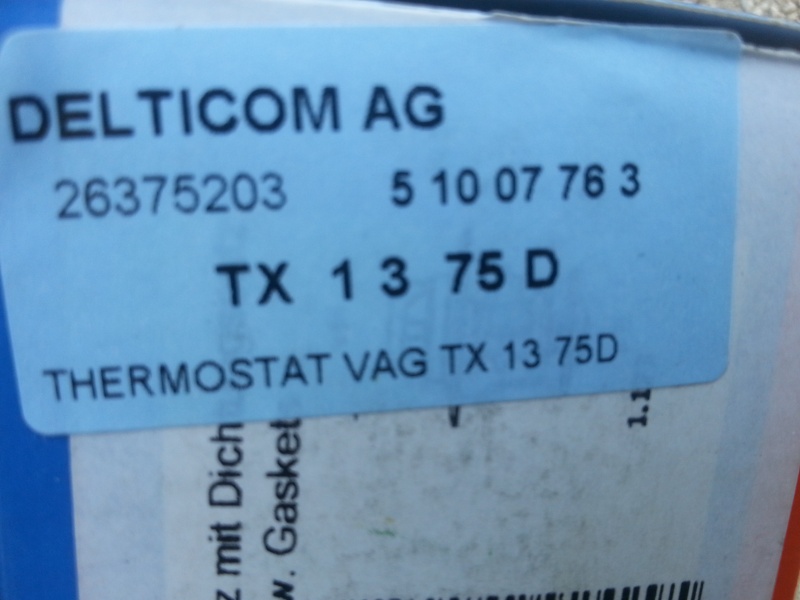 DELTICOM AG
26375203 5 10 07 76 3
TX 1 3 75 D
THERMOSTAT VAG TX 13 75D
z mit Dich
w. Gasket